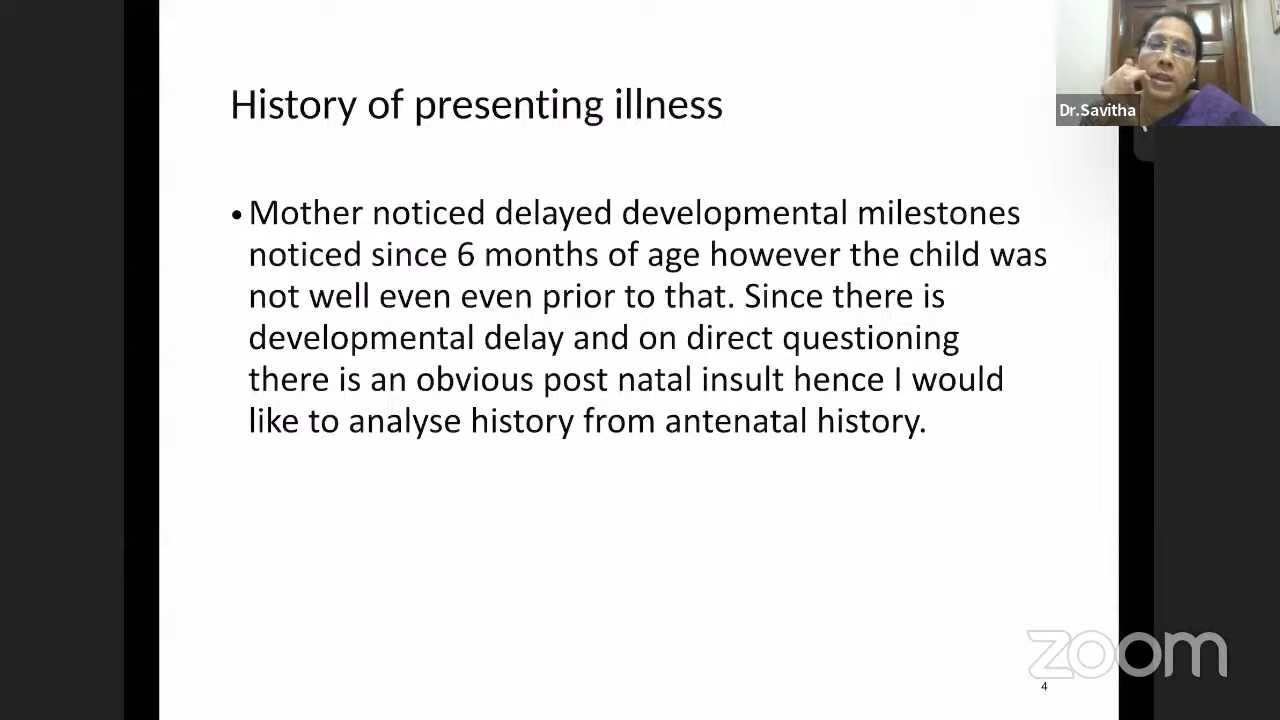 History of presenting illness
Dr.Savitha
• Mother noticed delayed developmental milestones
noticed since 6 months of age however the child was
not well even even prior to that. Since there is
developmental delay and on direct questioning
there is an obvious post natal insult hence I would
like to analyse history from antenatal history.
zoom
4